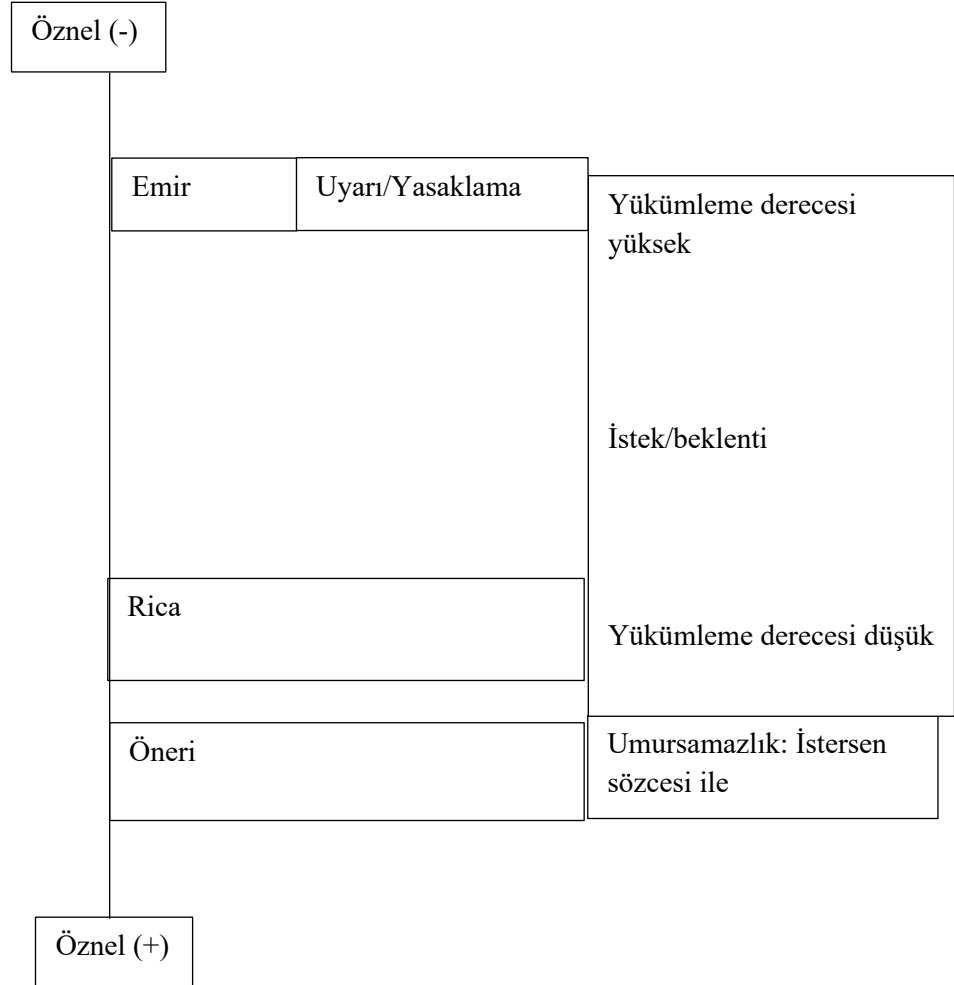 Öznel (-)
Emir
Uyarı/Yasaklama
Yükümleme derecesi
yüksek
İstek/beklenti
Rica
Yükümleme derecesi düşük
Öneri
Umursamazlık: İstersen
sözcesi ile
Öznel (+)